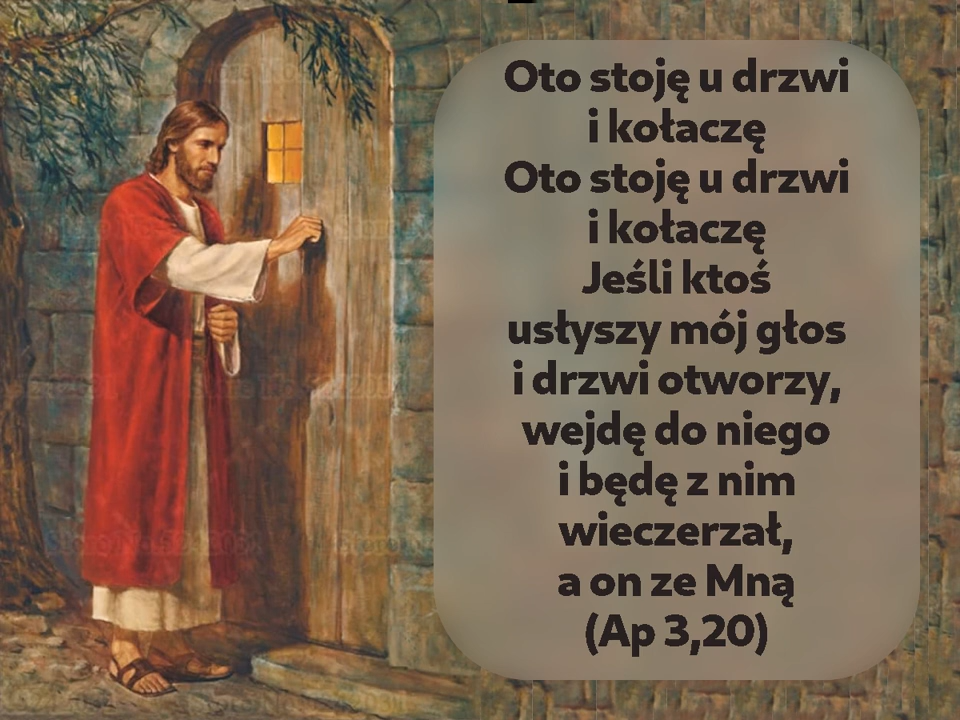 Oto stoję u drzwi
i kołaczę
Oto stoję u drzwi
i kołaczę
Jeśli ktoś
usłyszy mój głos
i drzwi otworzy,
wejdę do niego
i będę z nim
wieczerzał,
a on ze Mną
(Ap 3,20)